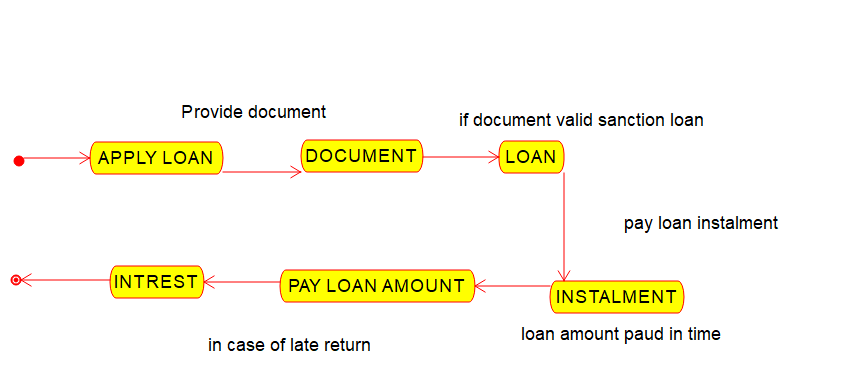 Provide document
if document valid sanction loan
APPLY LOAN
DOCUMENT
LOAN
pay loan instalment
INTREST
PAY LOAN AMOUNT
INSTALMENT
loan amount paud in time
in case of late return